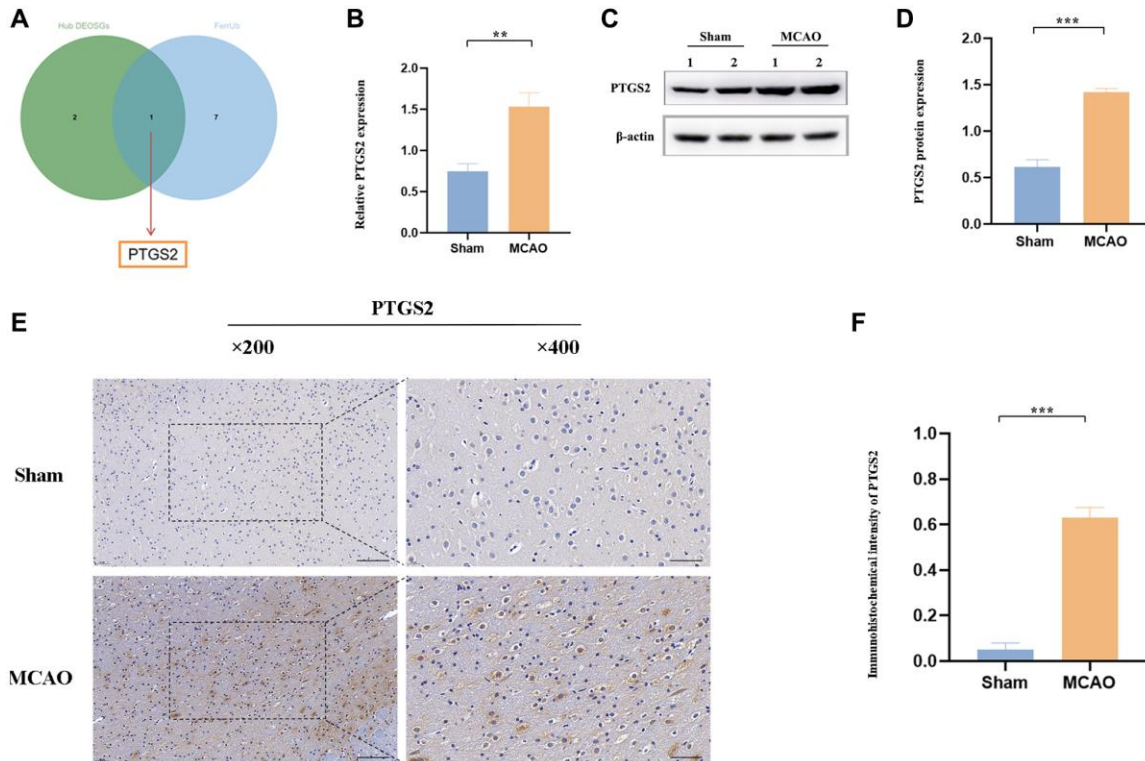 A
Hub DEOSGs
FerrUb
2
1
7
PTGS2
B
**
Relative PTGS2 expression
2.0
1.5
1.0
0.5
0.0
Sham
MCAO
C
Sham
MCAO
1
2
1
2
PTGS2
β-actin
D
***
PTGS2 protein expression
2.0
1.5
1.0
0.5
0.0
Sham
MCAO
E
PTGS2
×200
×400
Sham
MCAO
F
***
Immunohistochemical intensity of PTGS2
1.0
0.8
0.6
0.4
0.2
0.0
Sham
MCAO